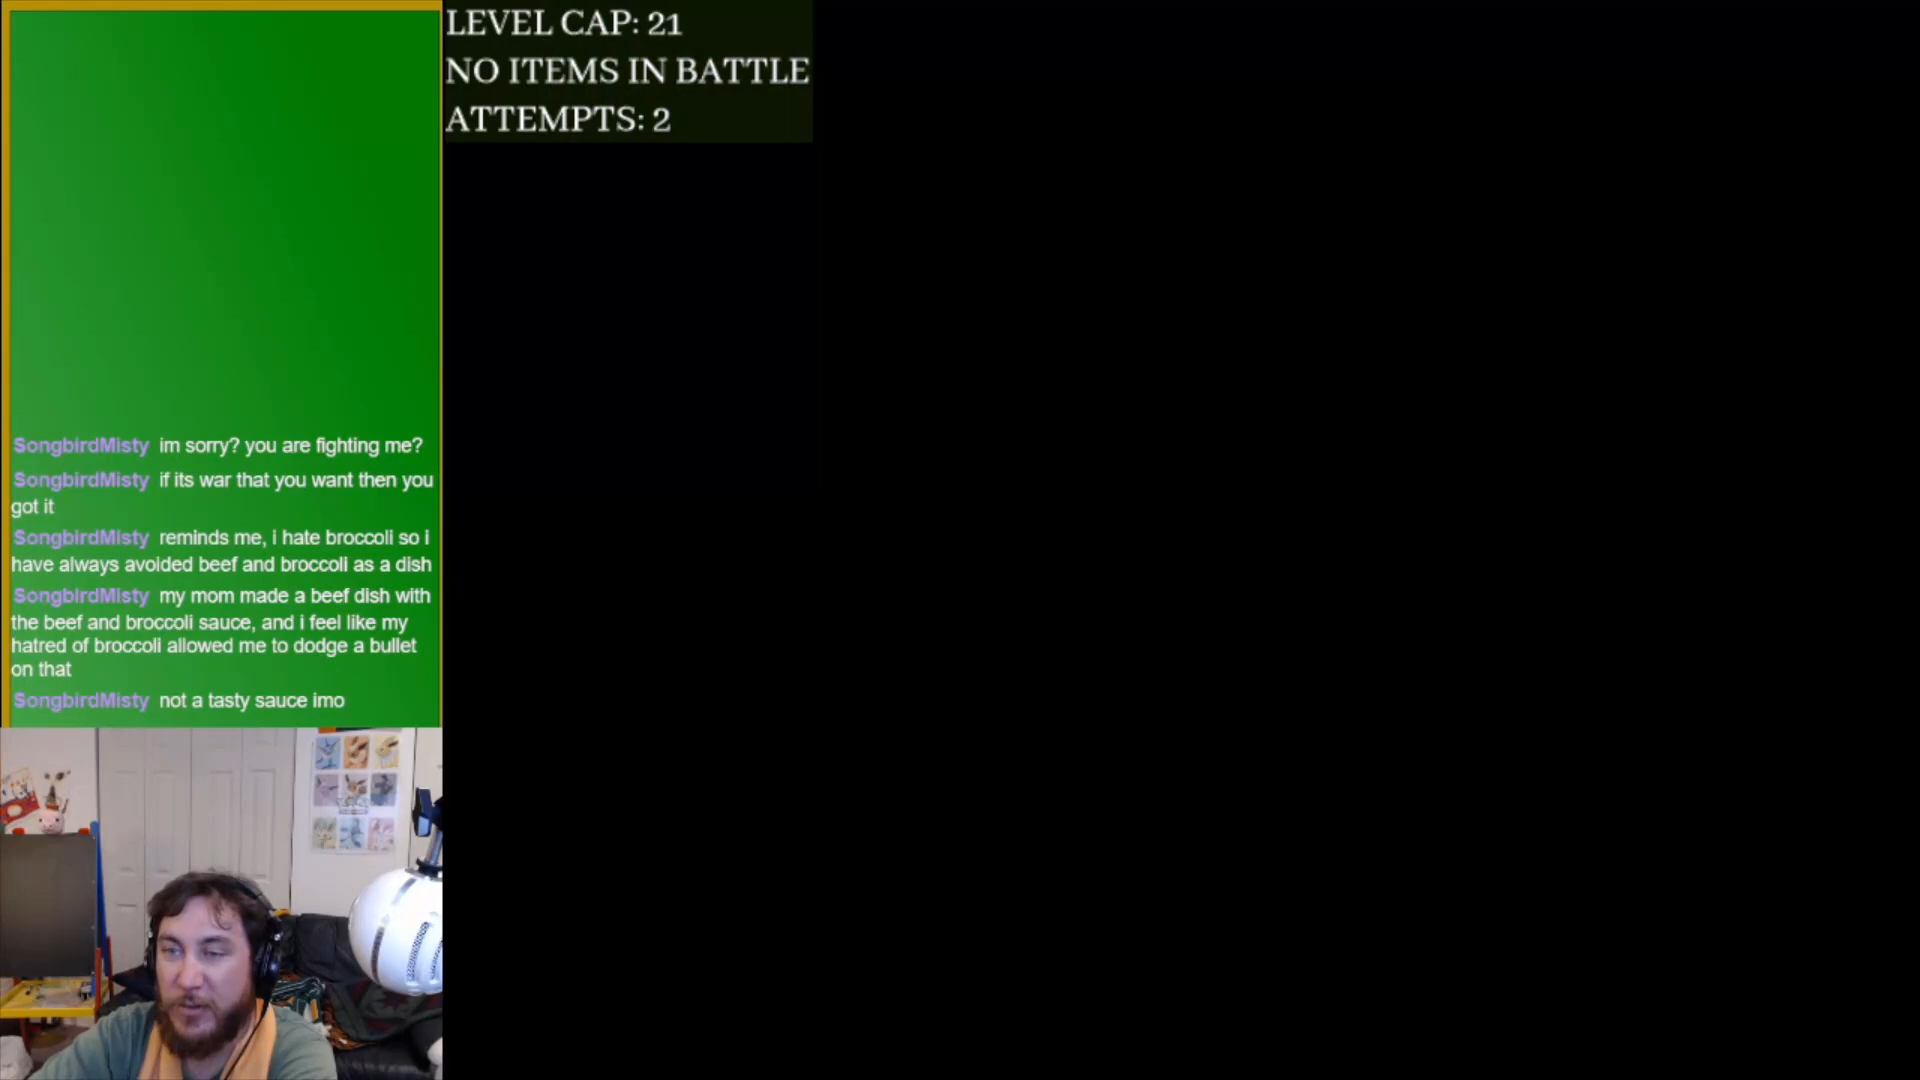 LEVEL CAP: 21
NO ITEMS IN BATTLE
ATTEMPTS: 2
SongbirdMisty im sorry? you are fighting me?
SongbirdMisty if its war that you want then you
got it
SongbirdMisty reminds me, i hate broccoli so i
have always avoided beef and broccoli as a dish
SongbirdMisty my mom made a beef dish with
the beef and broccoli sauce, and i feel like my
hatred of broccoli allowed me to dodge a bullet
on that
SongbirdMisty not a tasty sauce imo